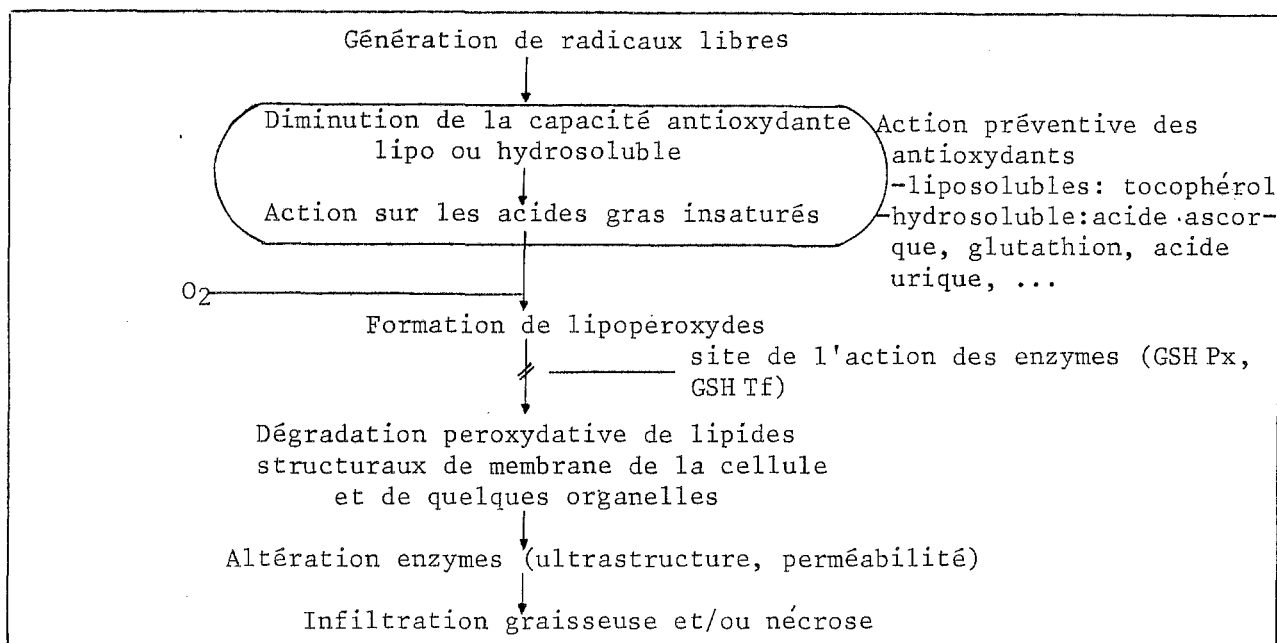 Génération de radicaux libres
Diminution de la capacité antioxydante
lipo ou hydrosoluble
Action sur les acides gras insaturés
Action préventive des
antioxydants
-liposolubles: tocophérol
-hydrosoluble:acide ascor-
que, glutathion, acide
urique, ...
O2
Formation de lipoperoxydes
site de l'action des enzymes (GSH Px,
GSH Tf)
Dégradation peroxydative de lipides
structuraux de membrane de la cellule
et de quelques organelles
Altération enzymes (ultrastructure, perméabilité)
Infiltration graisseuse et/ou nécrose